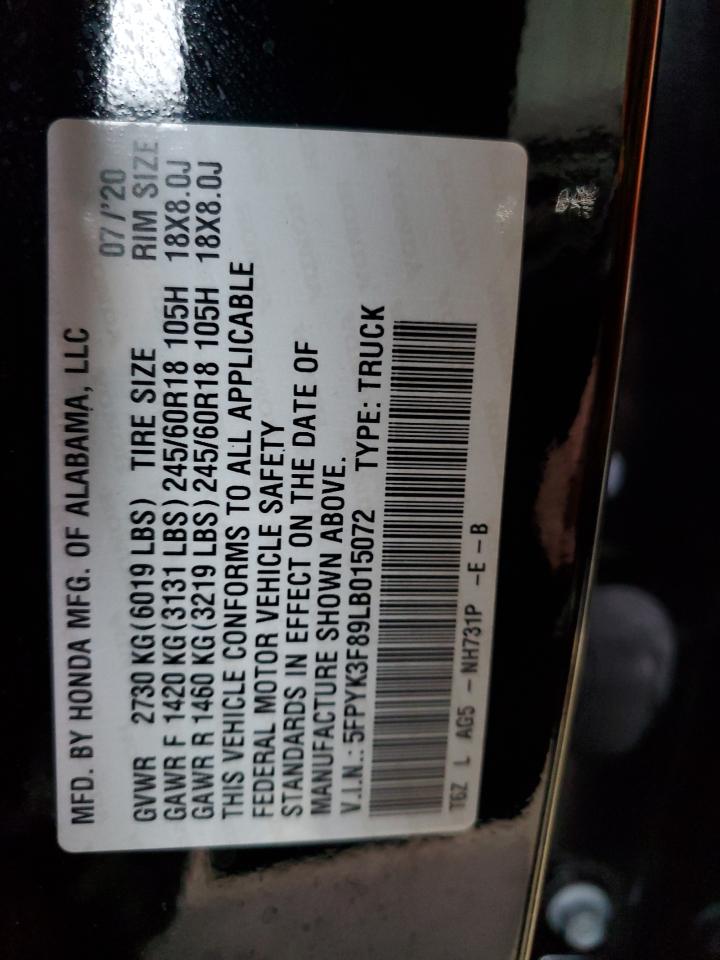 MFD. BY HONDA MFG. OF ALABAMA, LLC 07/'20
GVWR 2730 KG(6019 LBS) TIRE SIZE RIM SIZE
GAWR F 1420 KG(3131 LBS) 245/60R18 105H 18X8.0J
GAWR R 1460 KG(3219 LBS) 245/60R18 105H 18X8.0J
THIS VEHICLE CONFORMS TO ALL APPLICABLE
FEDERAL MOTOR VEHICLE SAFETY
STANDARDS IN EFFECT ON THE DATE OF
MANUFACTURE SHOWN ABOVE.
V.I.N.: 5FPYK3F89LB015072 TYPE: TRUCK
T6Z L AG5 - NH731P -E-B